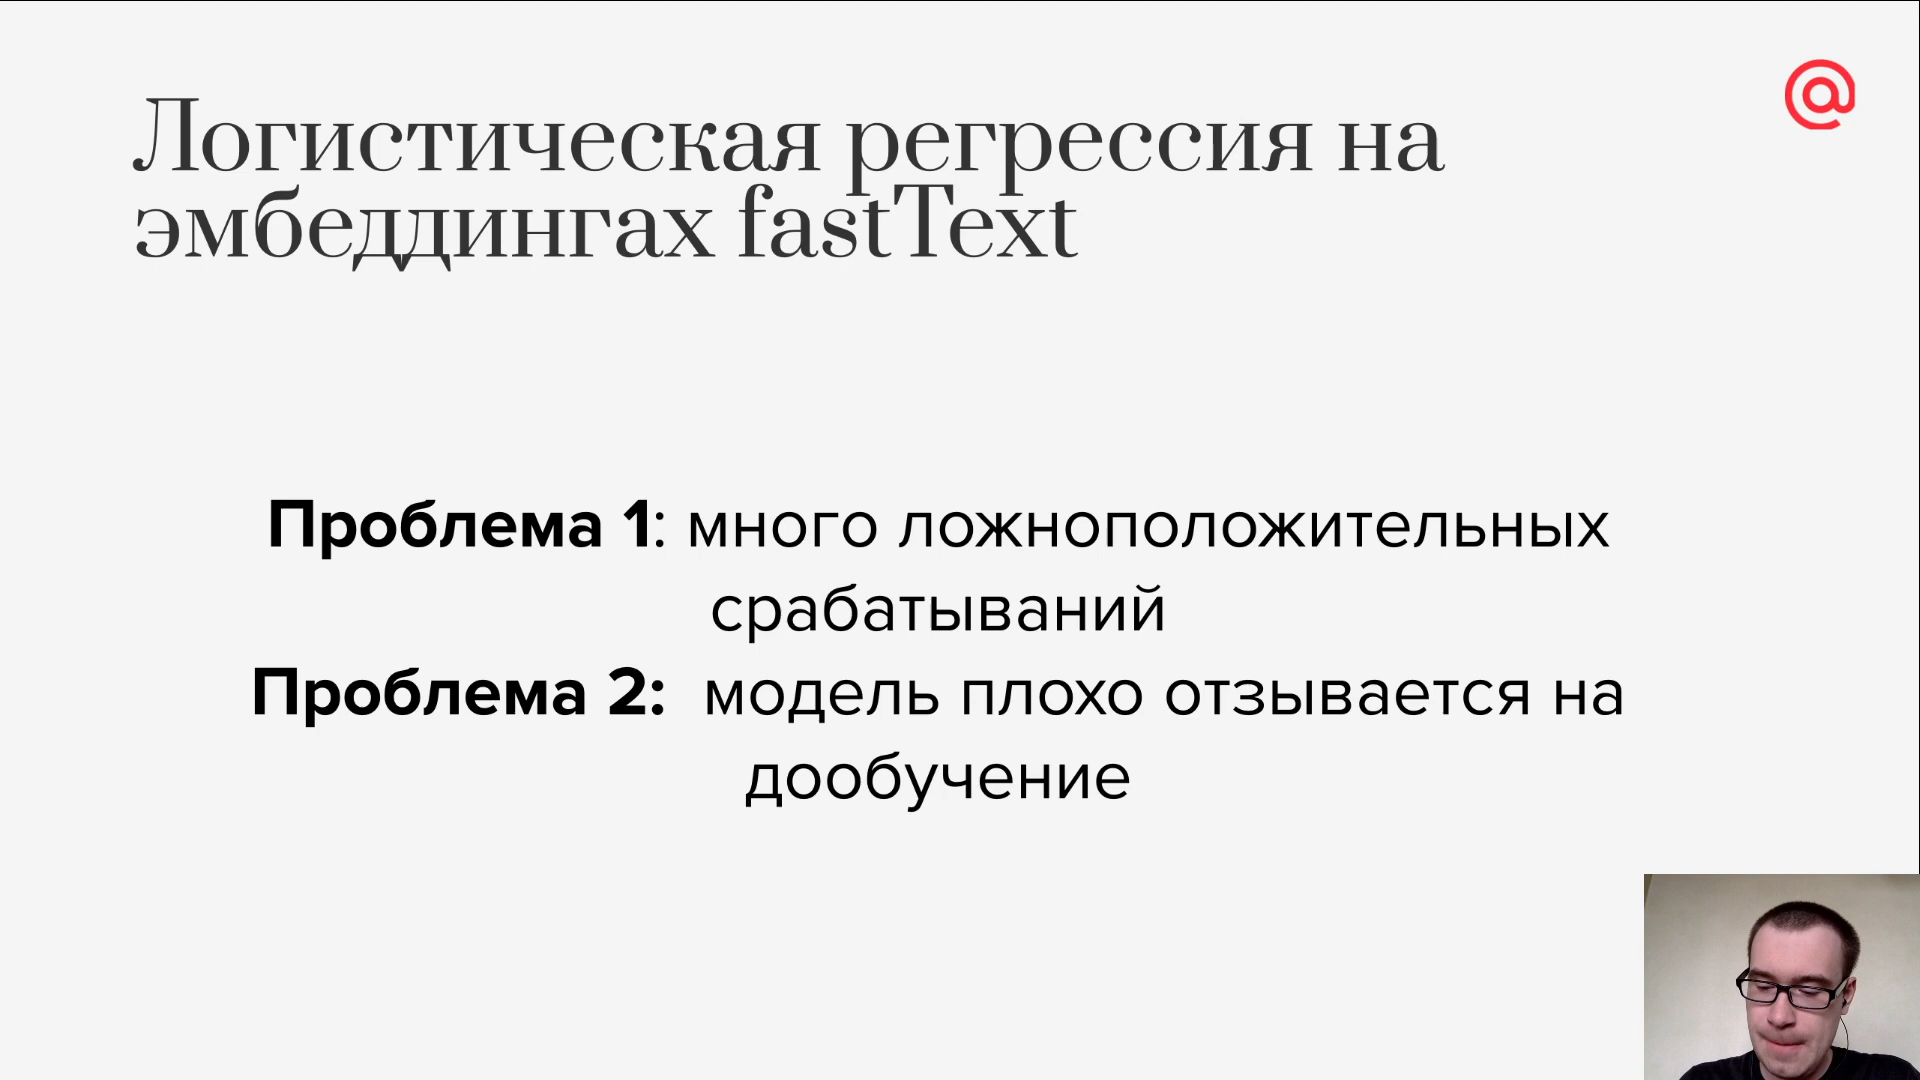 Логистическая регрессия на
эмбеддингах fastText
Проблема 1: много ложноположительных
срабатываний
Проблема 2: модель плохо отзывается на
дообучение